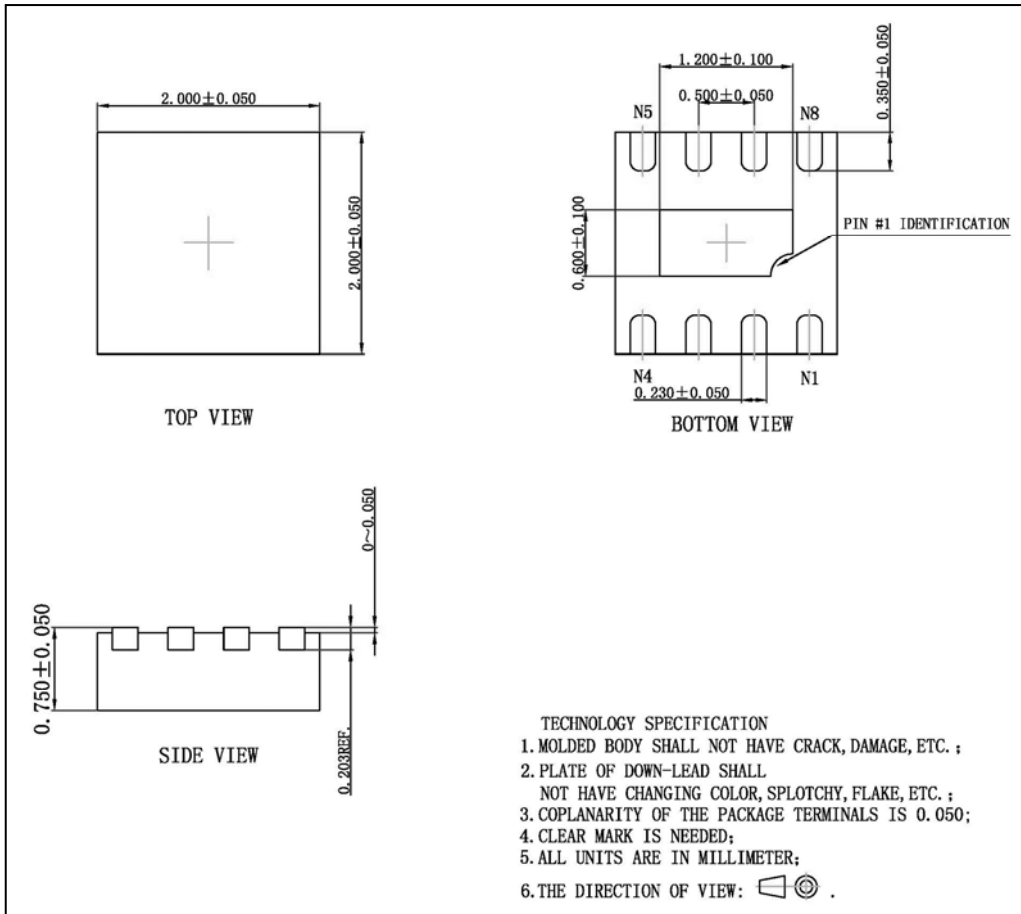 2.000±0.050
2.000±0.050
TOP VIEW
1.200±0.100
0.500±0.050
0.350±0.050
N5
N8
0.600±0.100
PIN #1 IDENTIFICATION
N4
N1
0.230±0.050
BOTTOM VIEW
0~0.050
0.750±0.050
0.203REF.
SIDE VIEW
TECHNOLOGY SPECIFICATION
1. MOLDED BODY SHALL NOT HAVE CRACK, DAMAGE, ETC. ;
2. PLATE OF DOWN-LEAD SHALL
NOT HAVE CHANGING COLOR, SPLOTCHY, FLAKE, ETC. ;
3. COPLANARITY OF THE PACKAGE TERMINALS IS 0.050;
4. CLEAR MARK IS NEEDED;
5. ALL UNITS ARE IN MILLIMETER;
6. THE DIRECTION OF VIEW: .